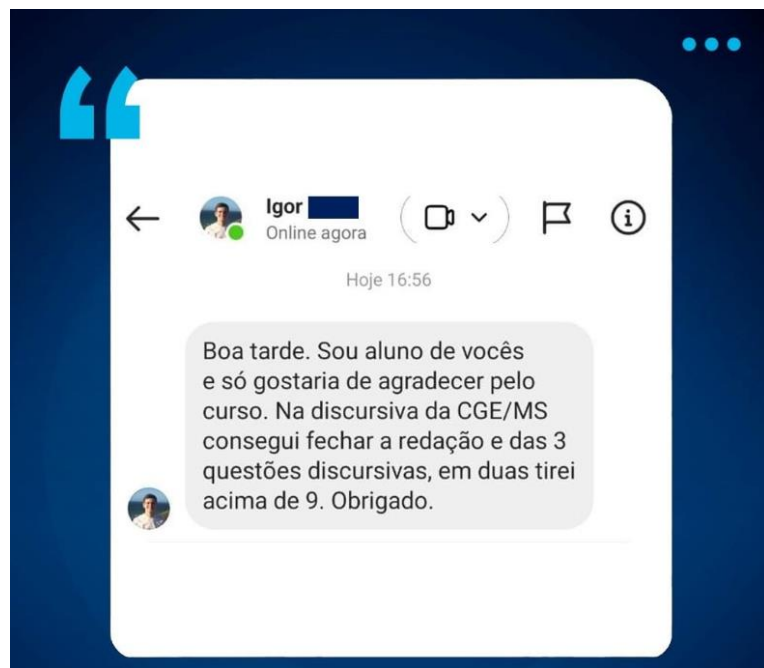 “
Igor
Online agora
Hoje 16:56
Boa tarde. Sou aluno de vocês
e só gostaria de agradecer pelo
curso. Na discursiva da CGE/MS
consegui fechar a redação e das 3
questões discursivas, em duas tirei
acima de 9. Obrigado.